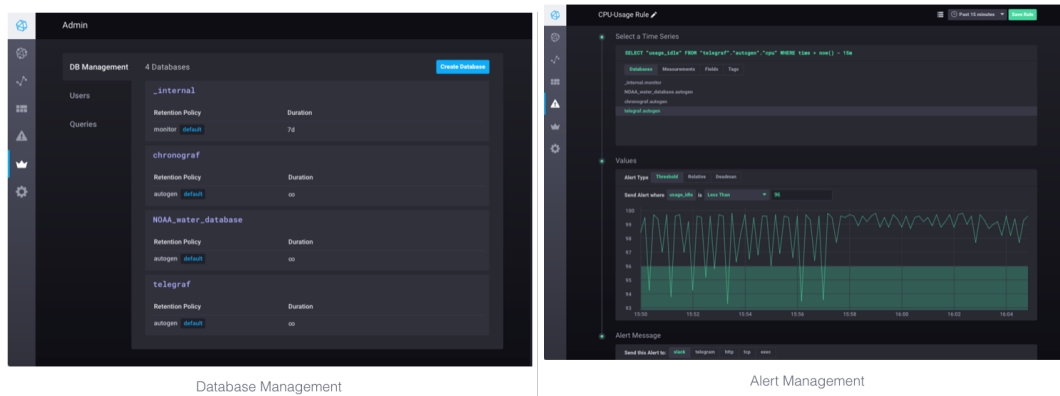 Admin
DB Management
Users
Queries
4 Databases
Create Database
_internal
Retention Policy Duration
monitor default 7d
chronograf
Retention Policy Duration
autogen default ∞
NOAA_water_database
Retention Policy Duration
autogen default ∞
telegraf
Retention Policy Duration
autogen default ∞
Database Management
CPU-Usage Rule
Past 15 minutes
Save Rule
Select a Time Series
SELECT "usage_idle" FROM "telegraf"."autogen"."cpu" WHERE time > now() - 15m
Databases Measurements Fields Tags
_internal.monitor
NOAA_water_database.autogen
chronograf.autogen
telegraf.autogen
Values
Alert Type Threshold Relative Deadman
Send Alert where usage_idle is Less Than 96
100
99
98
97
96
95
94
93
15:50 15:52 15:54 15:56 15:58 16:00 16:02 16:04
Alert Message
Send this Alert to: slack telegram http tcp exec
Alert Management